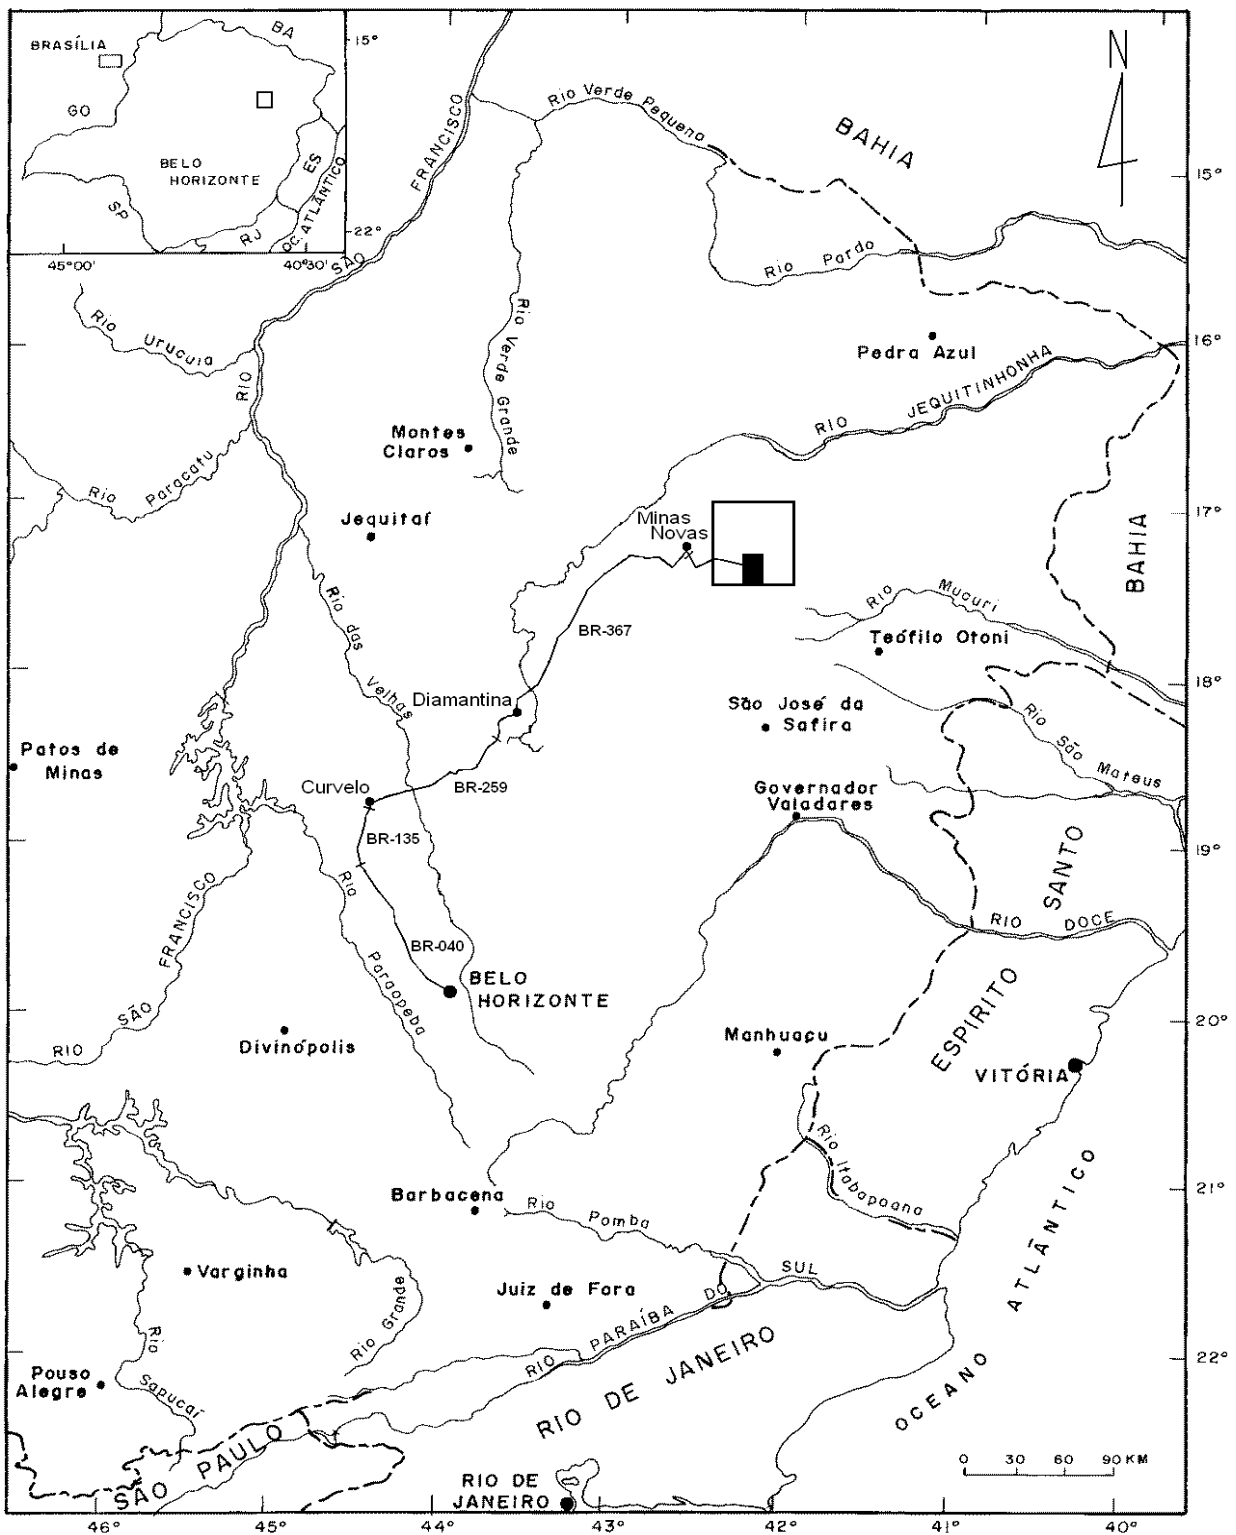 BRASÍLIA
BA
15°
GO
BELO
HORIZONTE
ES
SP
RJ
OC. ATLÂNTICO
22°
45°00'
40°30'
N
Rio Verde Pequeno
BAHIA
15°
RIO SÃO FRANCISCO
Rio Pardo
Rio Urucuia
Rio Verde Grande
Pedra Azul
16°
RIO JEQUITINHONHA
Montes
Claros
Rio Paracatu
Jequitaí
Minas
Novas
17°
BAHIA
Rio das Velhas
BR-367
Rio Mucuri
Teófilo Otoni
18°
Diamantina
São José da
Safira
Rio São Mateus
Patos de
Minas
Curvelo
BR-259
Governador
Valadares
BR-135
19°
ESPIRITO SANTO
Rio Paraopeba
RIO SÃO FRANCISCO
RIO DOCE
BR-040
BELO
HORIZONTE
20°
Divinópolis
Manhuaçu
VITÓRIA
Rio Itabapoana
21°
Barbacena
Rio Pomba
OCEANO ATLÂNTICO
Varginha
Rio Grande
Juiz de Fora
RIO PARAÍBA DO SUL
22°
RIO DE JANEIRO
Pouso
Alegre
Rio Sapucaí
SÃO PAULO
0 30 60 90 KM
RIO DE
JANEIRO
46° 45° 44° 43° 42° 41° 40°